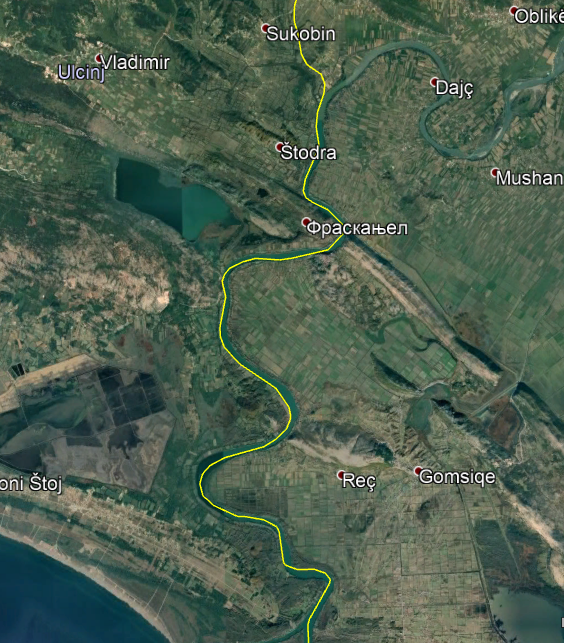 Oblikë
Sukobin
Vladimir
Ulcinj
Dajç
Štodra
Mushan
Фраскањел
Reç
Gomsiqe
oni Štoj